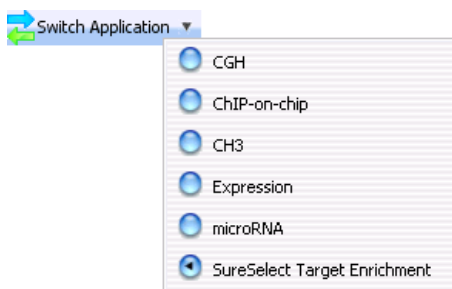 Switch Application
CGH
ChIP-on-chip
CH3
Expression
microRNA
SureSelect Target Enrichment